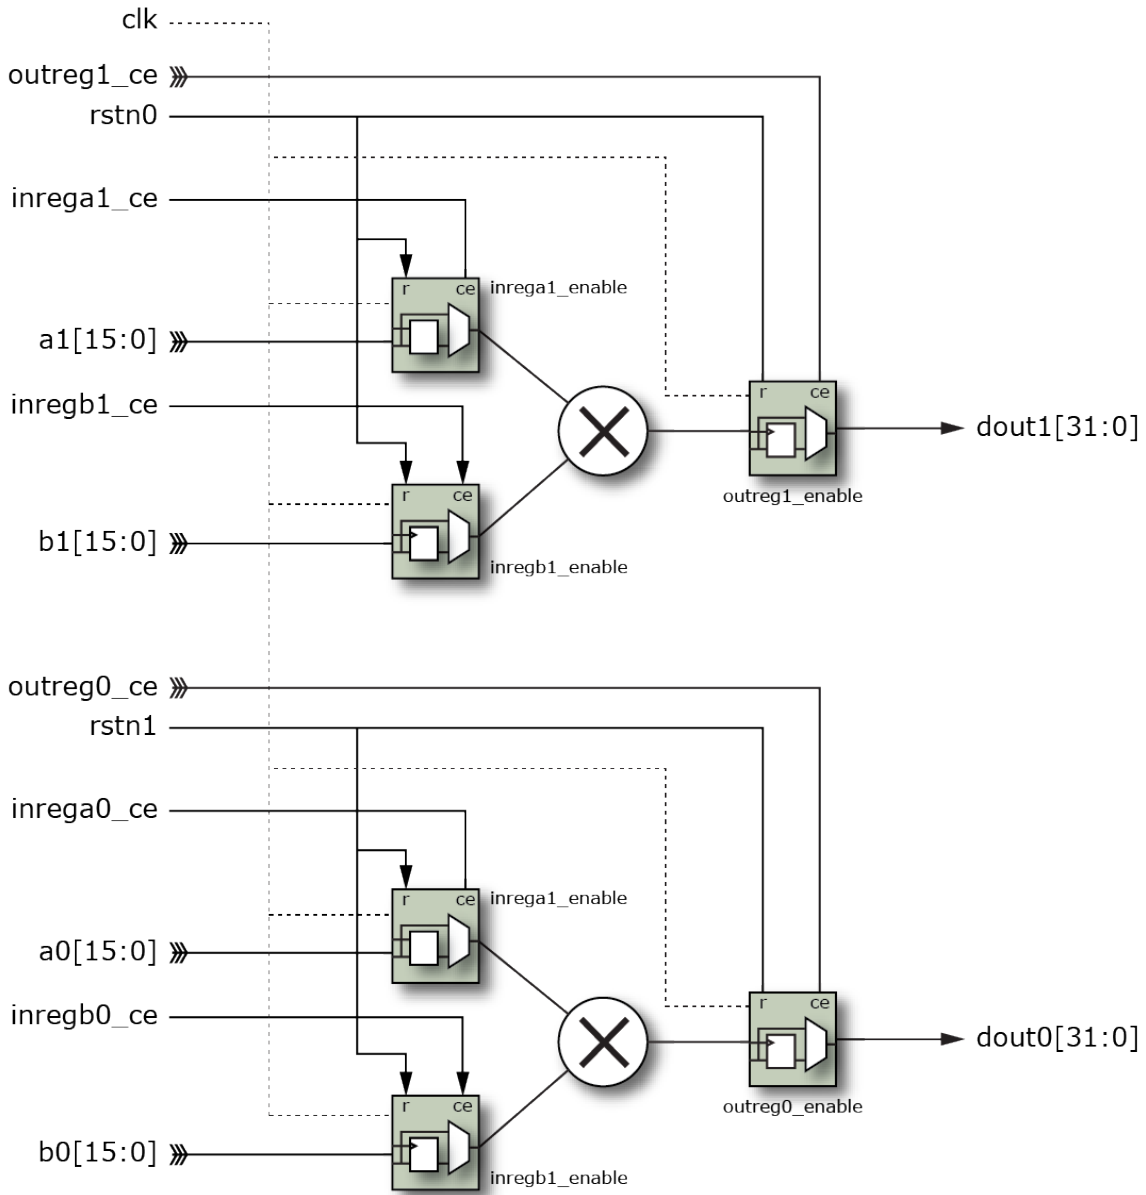 clk
outreg1_ce
rstn0
inrega1_ce
r ce inrega1_enable
a1[15:0]
inregb1_ce
r ce
dout1[31:0]
outreg1_enable
r ce
b1[15:0]
inregb1_enable
outreg0_ce
rstn1
inrega0_ce
r ce inrega1_enable
a0[15:0]
inregb0_ce
r ce
dout0[31:0]
outreg0_enable
r ce
b0[15:0]
inregb1_enable